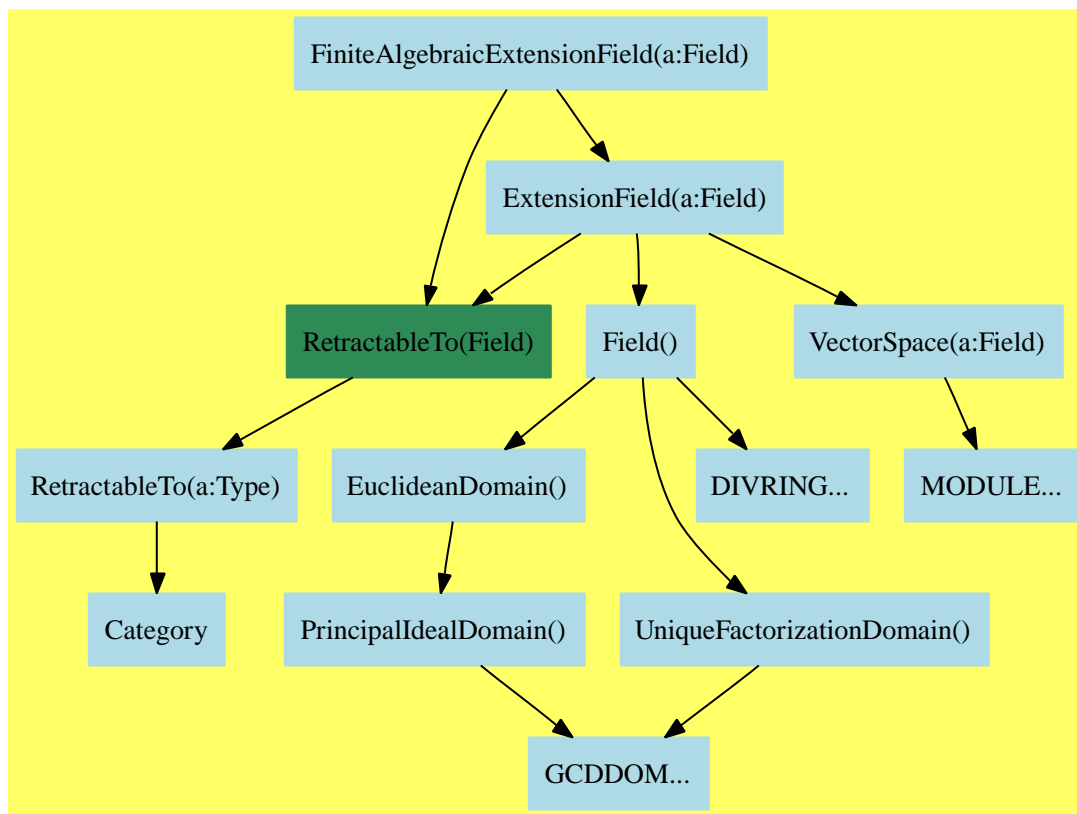 FiniteAlgebraicExtensionField(a:Field)
ExtensionField(a:Field)
RetractableTo(Field)
Field()
VectorSpace(a:Field)
RetractableTo(a:Type)
EuclideanDomain()
DIVRING...
MODULE...
Category
PrincipalIdealDomain()
UniqueFactorizationDomain()
GCDDOM...